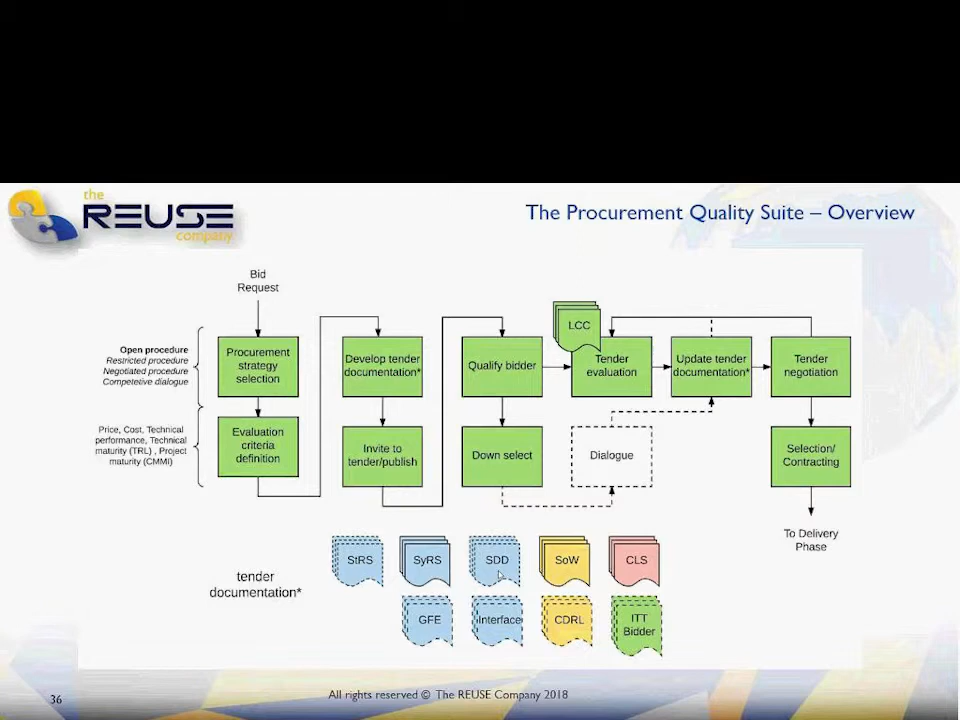 the
REUSE
company
The Procurement Quality Suite – Overview
Bid
Request
Open procedure
Restricted procedure
Negotiated procedure
Competetive dialogue
Price, Cost, Technical
performance, Technical
maturity (TRL) , Project
maturity (CMMI)
Procurement
strategy
selection
Evaluation
criteria
definition
Develop tender
documentation*
Invite to
tender/publish
Qualify bidder
Down select
LCC
Tender
evaluation
Dialogue
Update tender
documentation*
Tender
negotiation
Selection/
Contracting
To Delivery
Phase
tender
documentation*
StRS
SyRS
SDD
SoW
CLS
GFE
Interface
CDRL
ITT
Bidder
36
All rights reserved © The REUSE Company 2018